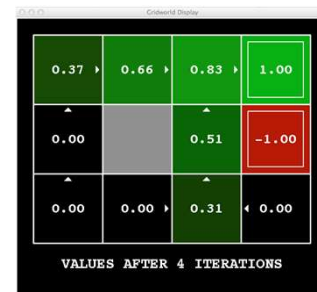 Gridworld Display
0.37 0.66 0.83 1.00
0.00 0.51 -1.00
0.00 0.00 0.31 0.00
VALUES AFTER 4 ITERATIONS